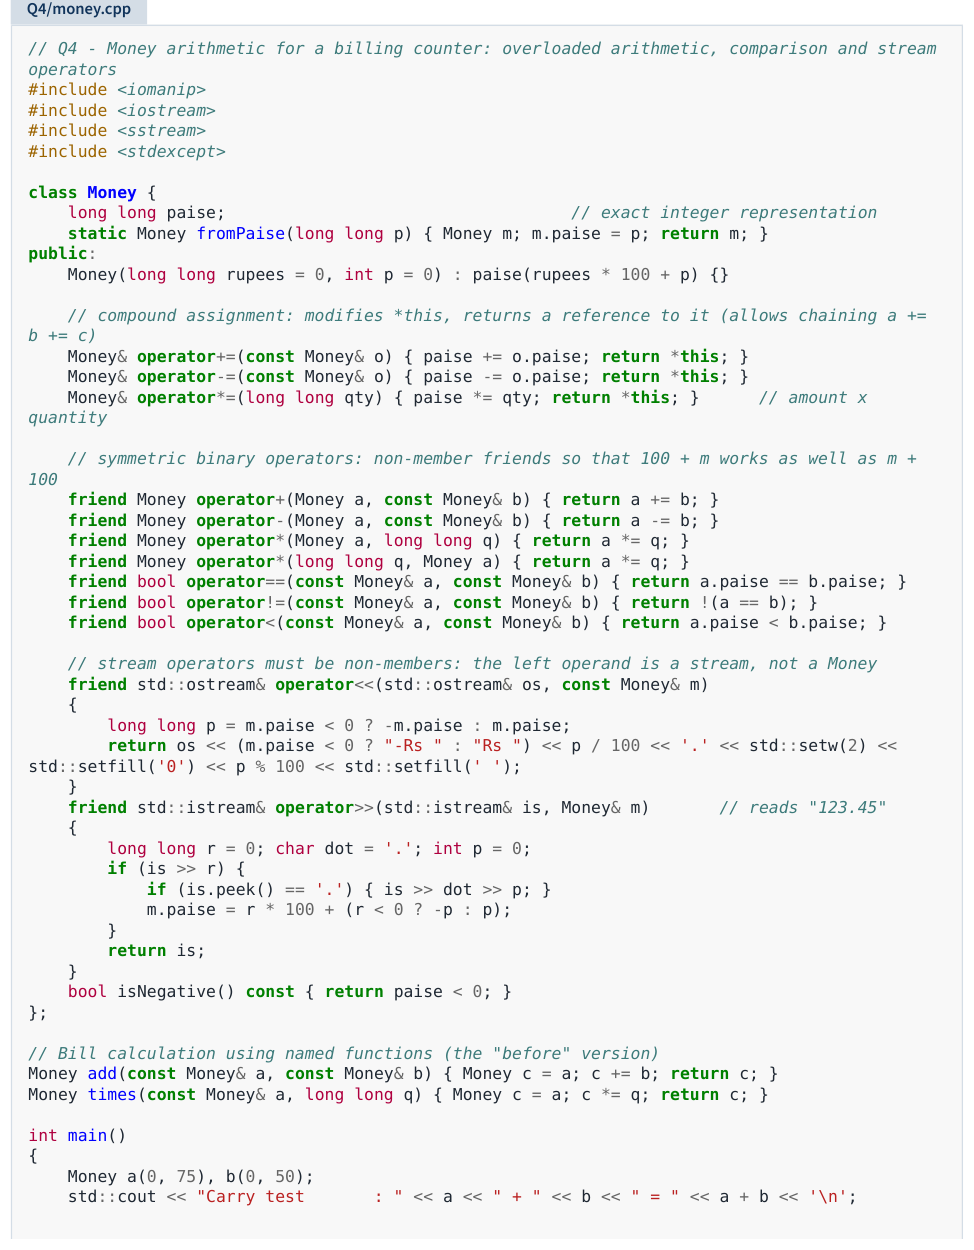 Q4/money.cpp
// Q4 - Money arithmetic for a billing counter: overloaded arithmetic, comparison and stream
operators
#include <iomanip>
#include <iostream>
#include <sstream>
#include <stdexcept>

class Money {
    long long paise;                                   // exact integer representation
    static Money fromPaise(long long p) { Money m; m.paise = p; return m; }
public:
    Money(long long rupees = 0, int p = 0) : paise(rupees * 100 + p) {}

    // compound assignment: modifies *this, returns a reference to it (allows chaining a +=
b += c)
    Money& operator+=(const Money& o) { paise += o.paise; return *this; }
    Money& operator-=(const Money& o) { paise -= o.paise; return *this; }
    Money& operator*=(long long qty) { paise *= qty; return *this; }      // amount x
quantity

    // symmetric binary operators: non-member friends so that 100 + m works as well as m +
100
    friend Money operator+(Money a, const Money& b) { return a += b; }
    friend Money operator-(Money a, const Money& b) { return a -= b; }
    friend Money operator*(Money a, long long q) { return a *= q; }
    friend Money operator*(long long q, Money a) { return a *= q; }
    friend bool operator==(const Money& a, const Money& b) { return a.paise == b.paise; }
    friend bool operator!=(const Money& a, const Money& b) { return !(a == b); }
    friend bool operator<(const Money& a, const Money& b) { return a.paise < b.paise; }

    // stream operators must be non-members: the left operand is a stream, not a Money
    friend std::ostream& operator<<(std::ostream& os, const Money& m)
    {
        long long p = m.paise < 0 ? -m.paise : m.paise;
        return os << (m.paise < 0 ? "-Rs " : "Rs ") << p / 100 << '.' << std::setw(2) <<
std::setfill('0') << p % 100 << std::setfill(' ');
    }
    friend std::istream& operator>>(std::istream& is, Money& m)       // reads "123.45"
    {
        long long r = 0; char dot = '.'; int p = 0;
        if (is >> r) {
            if (is.peek() == '.') { is >> dot >> p; }
            m.paise = r * 100 + (r < 0 ? -p : p);
        }
        return is;
    }
    bool isNegative() const { return paise < 0; }
};

// Bill calculation using named functions (the "before" version)
Money add(const Money& a, const Money& b) { Money c = a; c += b; return c; }
Money times(const Money& a, long long q) { Money c = a; c *= q; return c; }

int main()
{
    Money a(0, 75), b(0, 50);
    std::cout << "Carry test      : " << a << " + " << b << " = " << a + b << '\n';